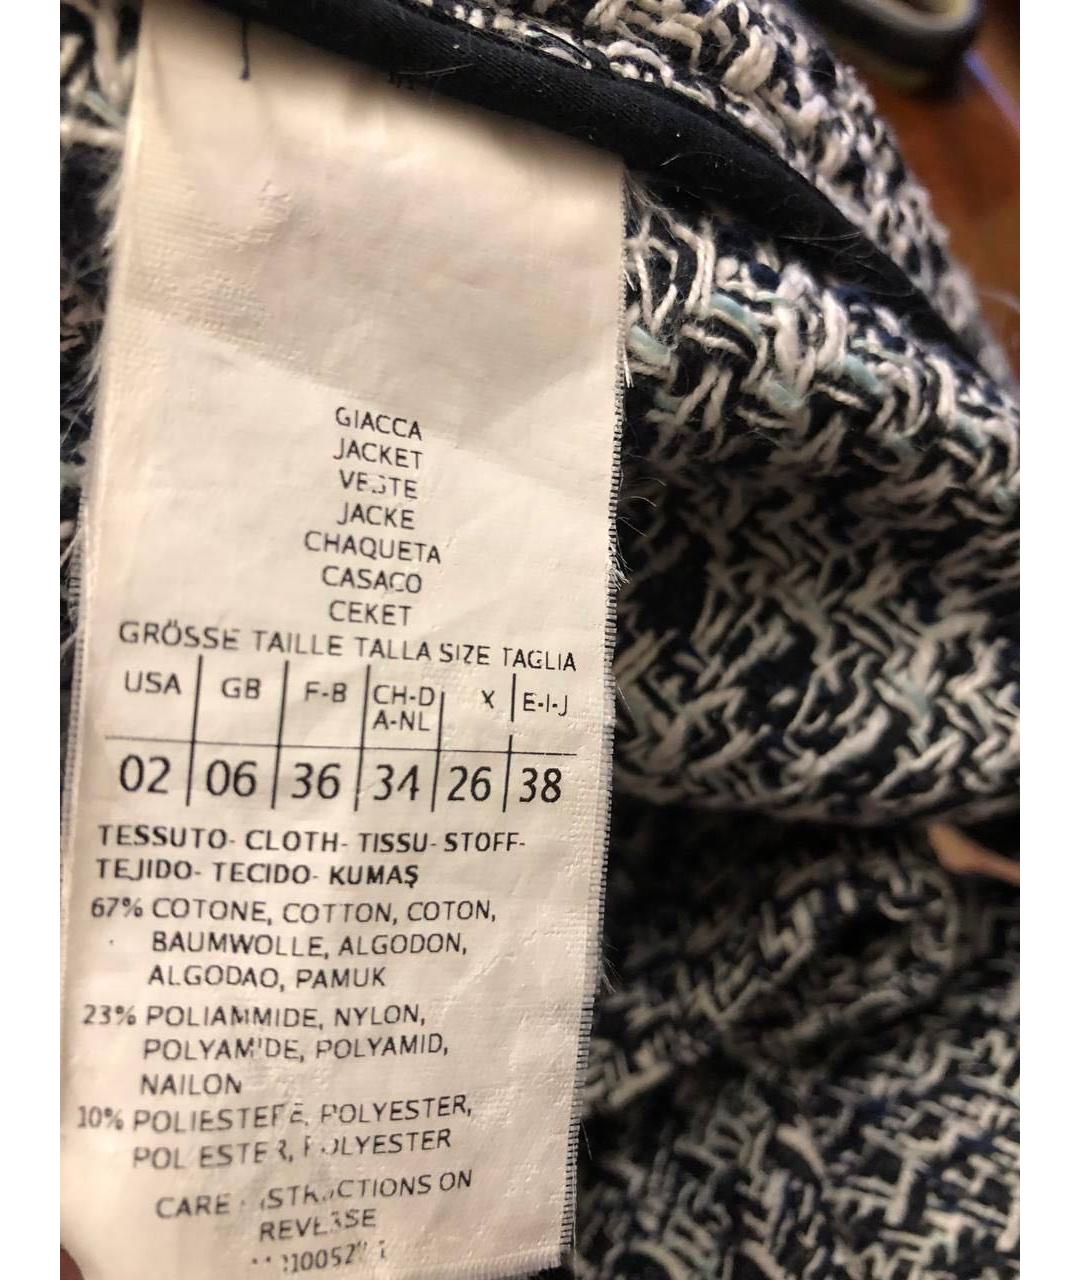 GIACCA
JACKET
VESTE
JACKE
CHAQUETA
CASACO
CEKET
GRÖSSE TAILLE TALLA SIZE TAGLIA
USA GB F-B CH-D A-NL X E-I-J
02 06 36 34 26 38
TESSUTO- CLOTH- TISSU- STOFF-
TEJIDO- TECIDO- KUMAŞ
67% COTONE, COTTON, COTON,
BAUMWOLLE, ALGODON,
ALGODAO, PAMUK
23% POLIAMMIDE, NYLON,
POLYAMIDE, POLYAMID,
NAILON
10% POLIESTERE, POLYESTER,
POLIESTER, POLYESTER
CARE INSTRUCTIONS ON
REVERSE